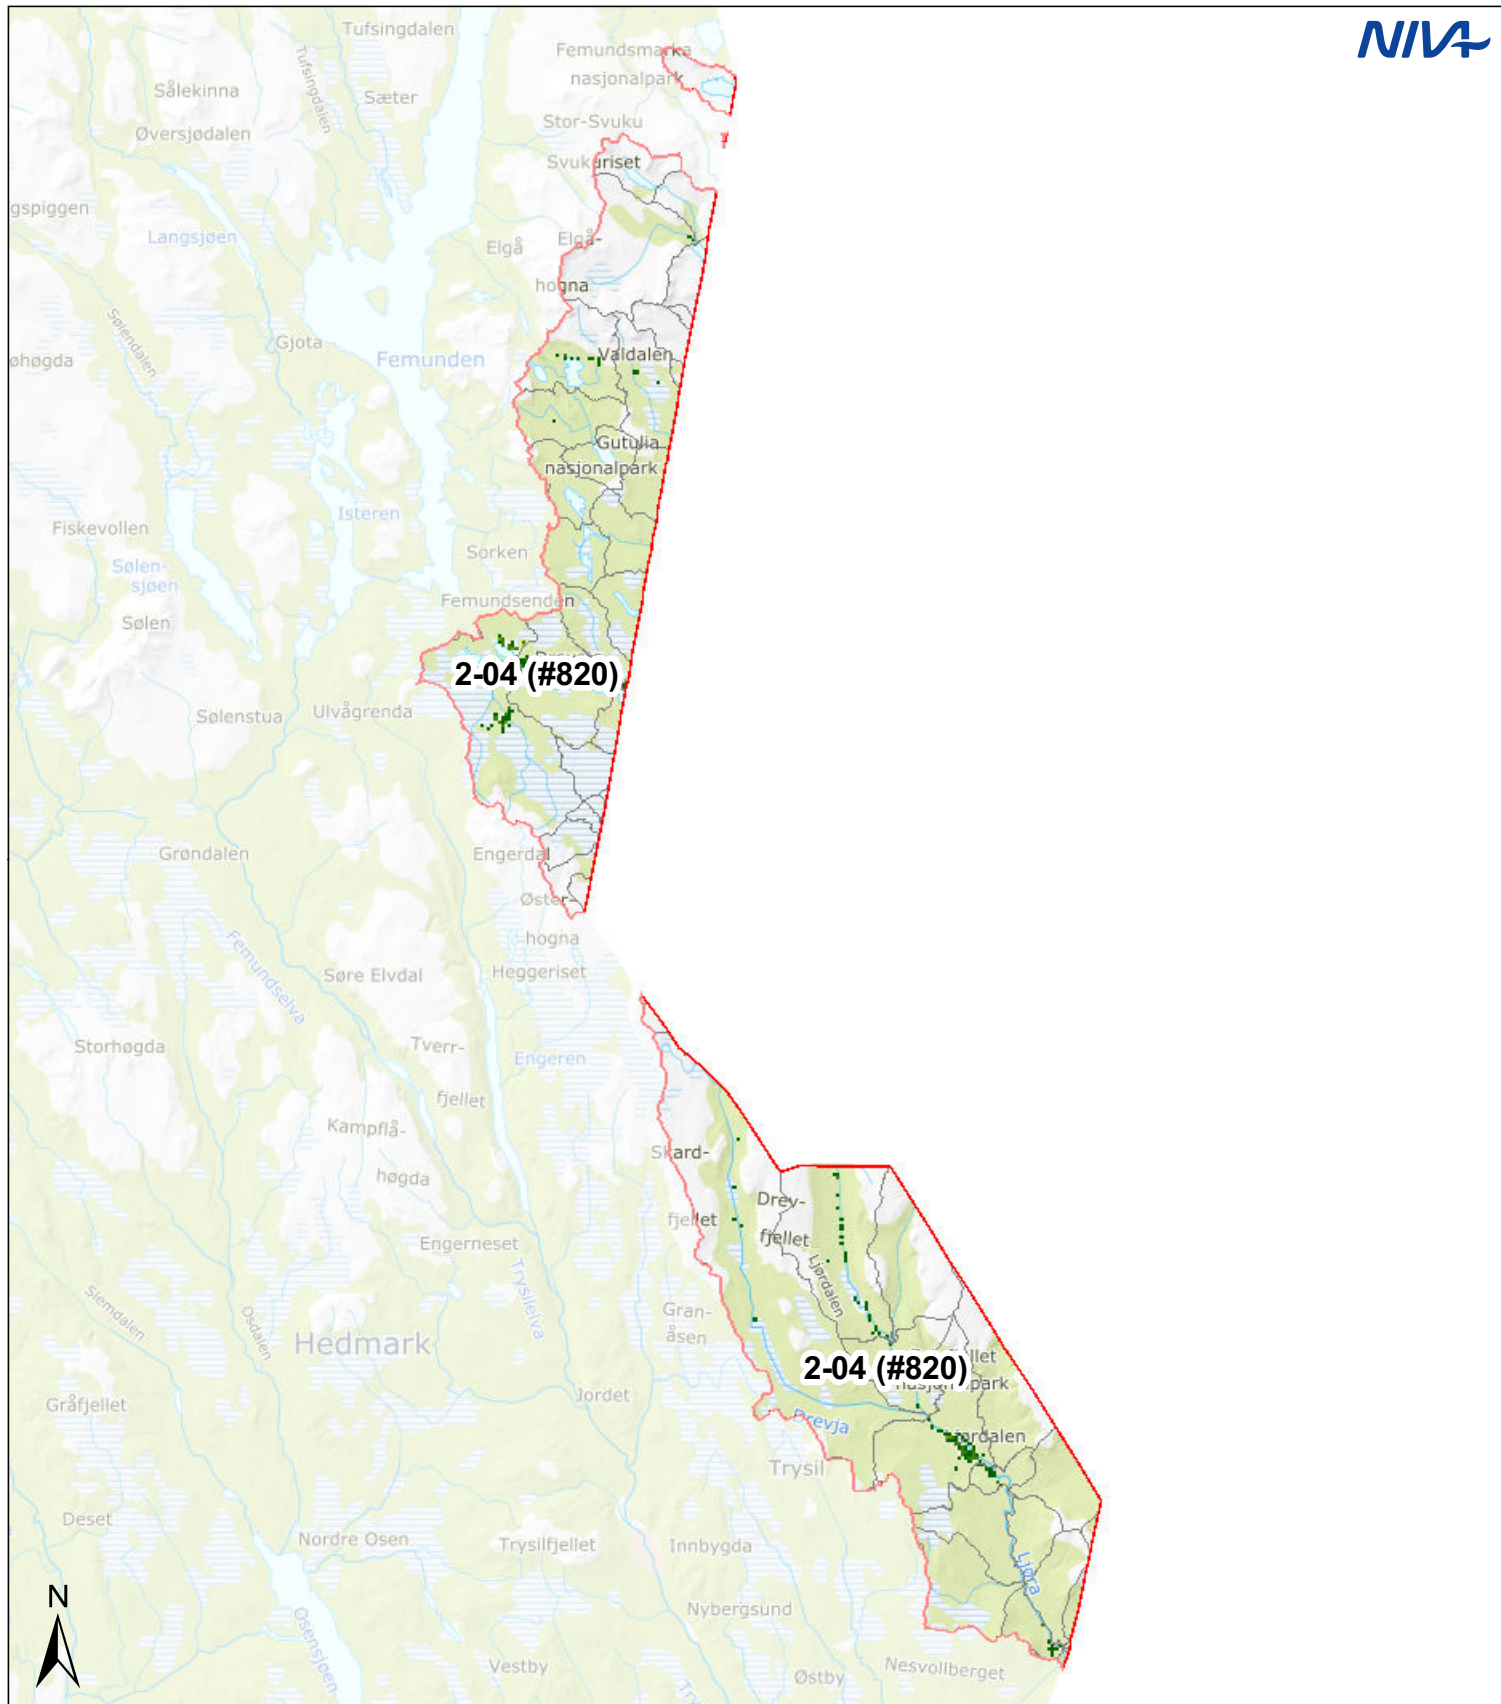 NIVA
Tufsingdalen
Femundsmarka
nasjonalpark
Tufsingdalen
Sålekinna
Sæter
Øversjødalen
Stor-Svuku
Svukuriset
gspiggen
Langsjøen
Elgå
Elgå-
hogna
Sølendalen
Gjota
Femunden
Valdalen
øhøgda
Gutulia
nasjonalpark
Isteren
Fiskevollen
Sorken
Sølen-
sjøen
Femundsenden
Sølen
2-04 (#820)
Sølenstua
Ulvågrenda
Grøndalen
Engerdal
Øster-
hogna
Femundselva
Søre Elvdal
Heggeriset
Storhøgda
Tverr-
fjellet
Engeren
Kampflå-
høgda
Skard-
fjellet
Drev-
fjellet
Engerneset
Ljørdalen
Trysilelva
Slemdalen
Osdalen
Gran-
åsen
Hedmark
llet
2-04 (#820)
nasjonalpark
Gråfjellet
Jordet
Drevja
Ljørdalen
Trysil
Deset
Nordre Osen
Trysilfjellet
Innbygda
Ljøra
N
Osensjøen
Nybergsund
Vestby
Østby
Nesvollberget
Try